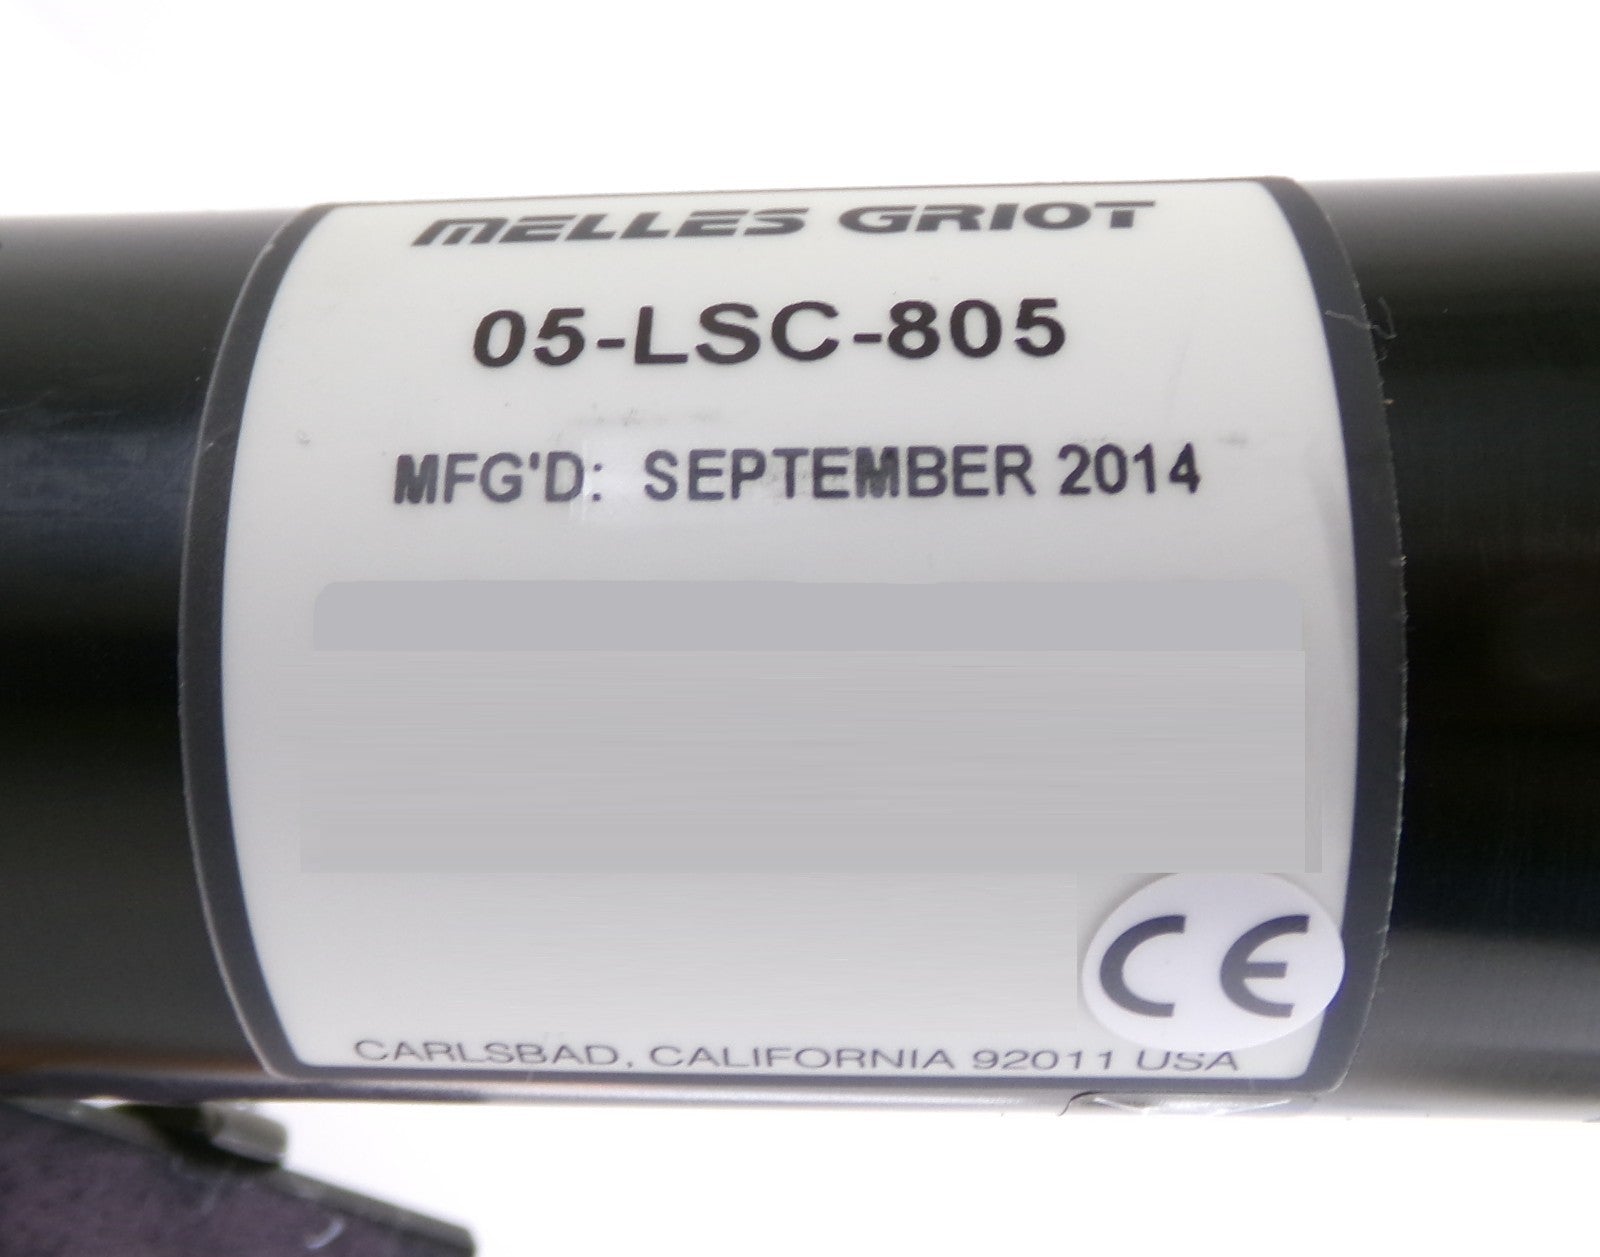 MELLES GRIOT
05-LSC-805
MFG'D: SEPTEMBER 2014
CE
CARLSBAD, CALIFORNIA 92011 USA